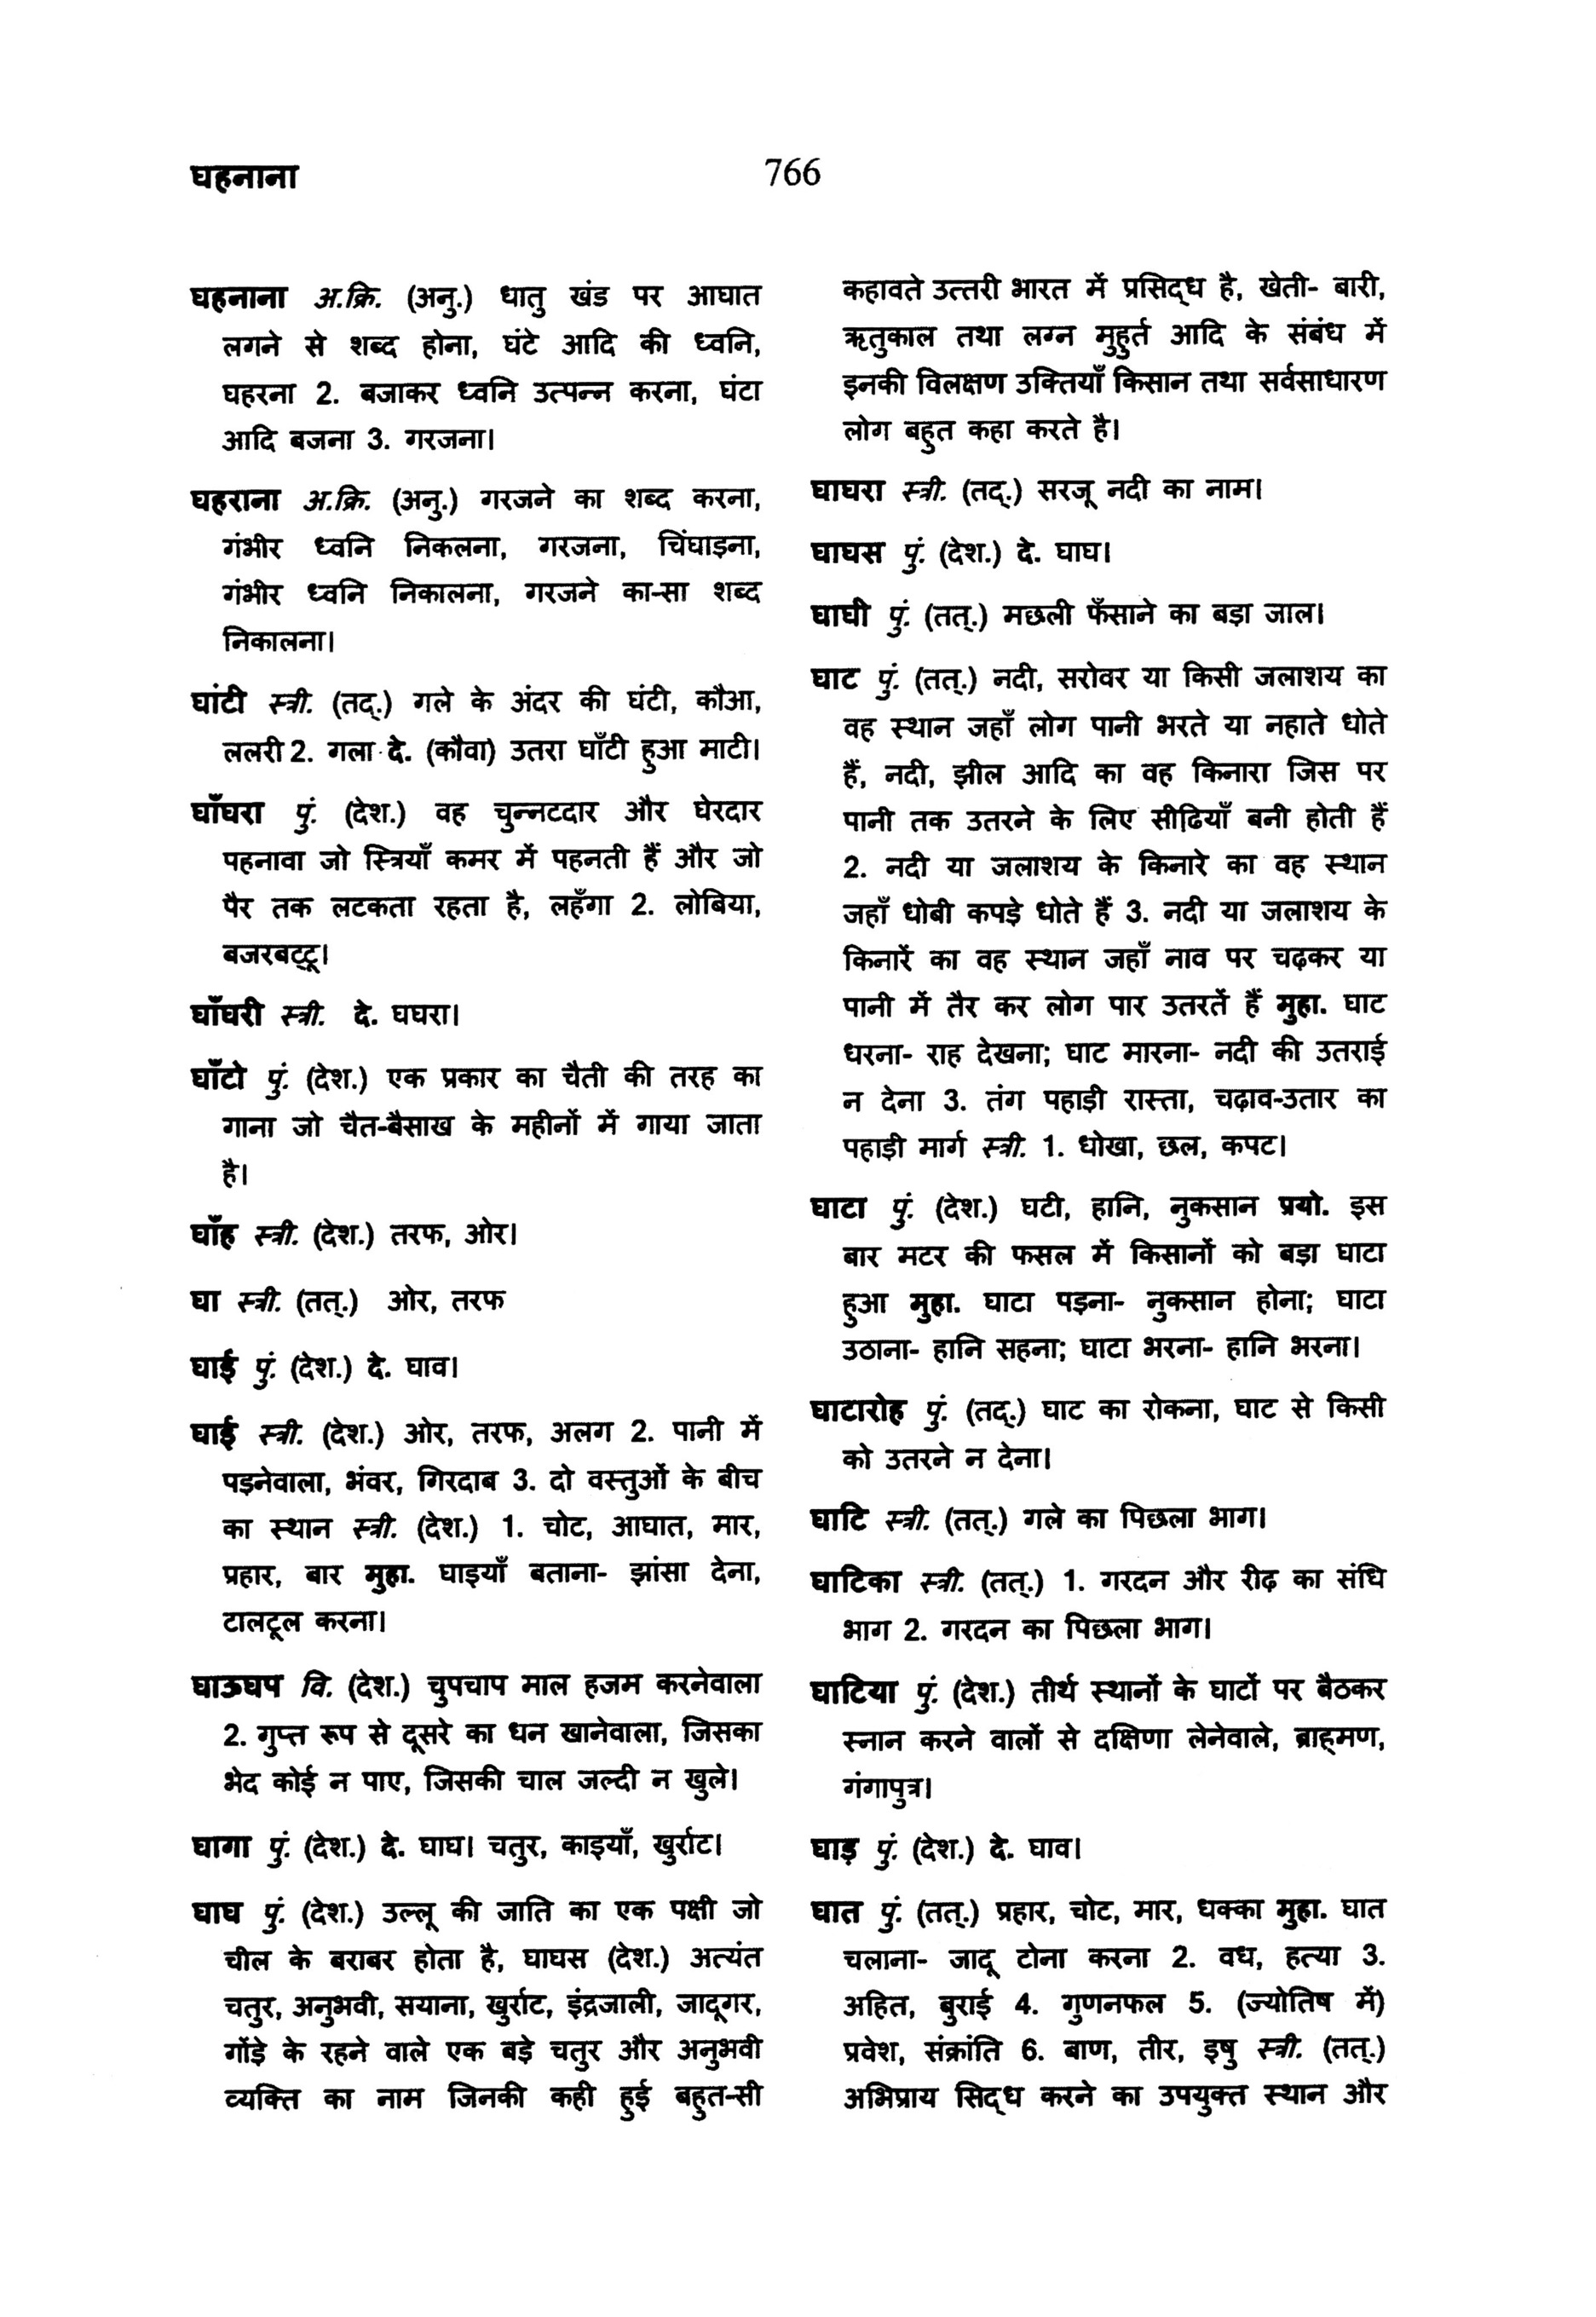 घहनाना
766
घहनाना अ.क्रि. (अनु.) धातु खंड पर आघात
लगने से शब्द होना, घंटे आदि की ध्वनि,
घहरना 2. बजाकर ध्वनि उत्पन्न करना, घंटा
आदि बजना 3. गरजना।
घहराना अ.क्रि. (अनु.) गरजने का शब्द करना,
गंभीर ध्वनि निकलना, गरजना, चिंघाड़ना,
गंभीर ध्वनि निकालना, गरजने का-सा शब्द
निकालना।
घांटी स्त्री. (तद्.) गले के अंदर की घंटी, कौआ,
ललरी 2. गला दे. (कौवा) उतरा घाँटी हुआ माटी।
घाँघरा पुं. (देश.) वह चुन्नटदार और घेरदार
पहनावा जो स्त्रियाँ कमर में पहनती हैं और जो
पैर तक लटकता रहता है, लहँगा 2. लोबिया,
बजरबट्टू।
घाँघरी स्त्री. दे. घघरा।
घाँटो पुं. (देश.) एक प्रकार का चैती की तरह का
गाना जो चैत-बैसाख के महीनों में गाया जाता
है।
घाँह स्त्री. (देश.) तरफ, ओर।
घा स्त्री. (तत्.) ओर, तरफ
घाई पुं. (देश.) दे. घाव।
घाई स्त्री. (देश.) ओर, तरफ, अलग 2. पानी में
पड़नेवाला, भंवर, गिरदाब 3. दो वस्तुओं के बीच
का स्थान स्त्री. (देश.) 1. चोट, आघात, मार,
प्रहार, बार मुहा. घाइयाँ बताना- झांसा देना,
टालटूल करना।
घाऊघप वि. (देश.) चुपचाप माल हजम करनेवाला
2. गुप्त रूप से दूसरे का धन खानेवाला, जिसका
भेद कोई न पाए, जिसकी चाल जल्दी न खुले।
घागा पुं. (देश.) दे. घाघ। चतुर, काइयाँ, खुर्राट।
घाघ पुं. (देश.) उल्लू की जाति का एक पक्षी जो
चील के बराबर होता है, घाघस (देश.) अत्यंत
चतुर, अनुभवी, सयाना, खुर्राट, इंद्रजाली, जादूगर,
गोंडे के रहने वाले एक बड़े चतुर और अनुभवी
व्यक्ति का नाम जिनकी कही हुई बहुत-सी
कहावते उत्तरी भारत में प्रसिद्ध है, खेती- बारी,
ऋतुकाल तथा लग्न मुहुर्त आदि के संबंध में
इनकी विलक्षण उक्तियाँ किसान तथा सर्वसाधारण
लोग बहुत कहा करते है।
घाघरा स्त्री. (तद्.) सरजू नदी का नाम।
घाघस पुं. (देश.) दे. घाघ।
घाघी पुं. (तत्.) मछली फँसाने का बड़ा जाल।
घाट पुं. (तत्.) नदी, सरोवर या किसी जलाशय का
वह स्थान जहाँ लोग पानी भरते या नहाते धोते
हैं, नदी, झील आदि का वह किनारा जिस पर
पानी तक उतरने के लिए सीढि़याँ बनी होती हैं
2. नदी या जलाशय के किनारे का वह स्थान
जहाँ धोबी कपड़े धोते हैं 3. नदी या जलाशय के
किनारें का वह स्थान जहाँ नाव पर चढ़कर या
पानी में तैर कर लोग पार उतरतें हैं मुहा. घाट
धरना- राह देखना; घाट मारना- नदी की उतराई
न देना 3. तंग पहाड़ी रास्ता, चढ़ाव-उतार का
पहाड़ी मार्ग स्त्री. 1. धोखा, छल, कपट।
घाटा पुं. (देश.) घटी, हानि, नुकसान प्रयो. इस
बार मटर की फसल में किसानों को बड़ा घाटा
हुआ मुहा. घाटा पड़ना- नुकसान होना; घाटा
उठाना- हानि सहना; घाटा भरना- हानि भरना।
घाटारोह पुं. (तद्.) घाट का रोकना, घाट से किसी
को उतरने न देना।
घाटि स्त्री. (तत्.) गले का पिछला भाग।
घाटिका स्त्री. (तत्.) 1. गरदन और रीढ़ का संधि
भाग 2. गरदन का पिछला भाग।
घाटिया पुं. (देश.) तीर्थ स्थानों के घाटों पर बैठकर
स्नान करने वालों से दक्षिणा लेनेवाले, ब्राह्मण,
गंगापुत्र।
घाड़ पुं. (देश.) दे. घाव।
घात पुं. (तत्.) प्रहार, चोट, मार, धक्का मुहा. घात
चलाना- जादू टोना करना 2. वध, हत्या 3.
अहित, बुराई 4. गुणनफल 5. (ज्योतिष में)
प्रवेश, संक्रांति 6. बाण, तीर, इषु स्त्री. (तत्.)
अभिप्राय सिद्ध करने का उपयुक्त स्थान और